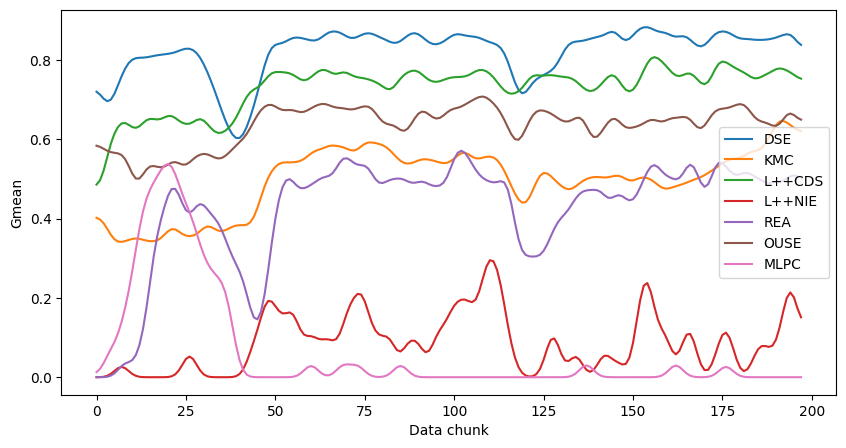 Gmean
0.8
0.6
0.4
0.2
0.0
0
25
50
75
100
125
150
175
200
Data chunk
DSE
KMC
L++CDS
L++NIE
REA
OUSE
MLPC